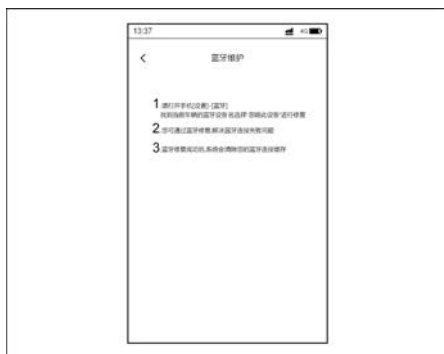 13:37 4G
蓝牙维护
1 请打开手机[设置]-[蓝牙]
找到当前车辆的蓝牙设备名选择“忽略此设备”进行修复
2 您可通过蓝牙修复,解决蓝牙连接失败问题
3 蓝牙修复成功后,系统会清除您的蓝牙连接缓存